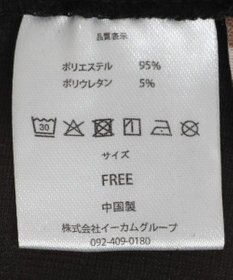 品質表示
ポリエステル 95%
ポリウレタン 5%
30
サイズ
FREE
中国製
株式会社イーカムグループ
092-409-0180